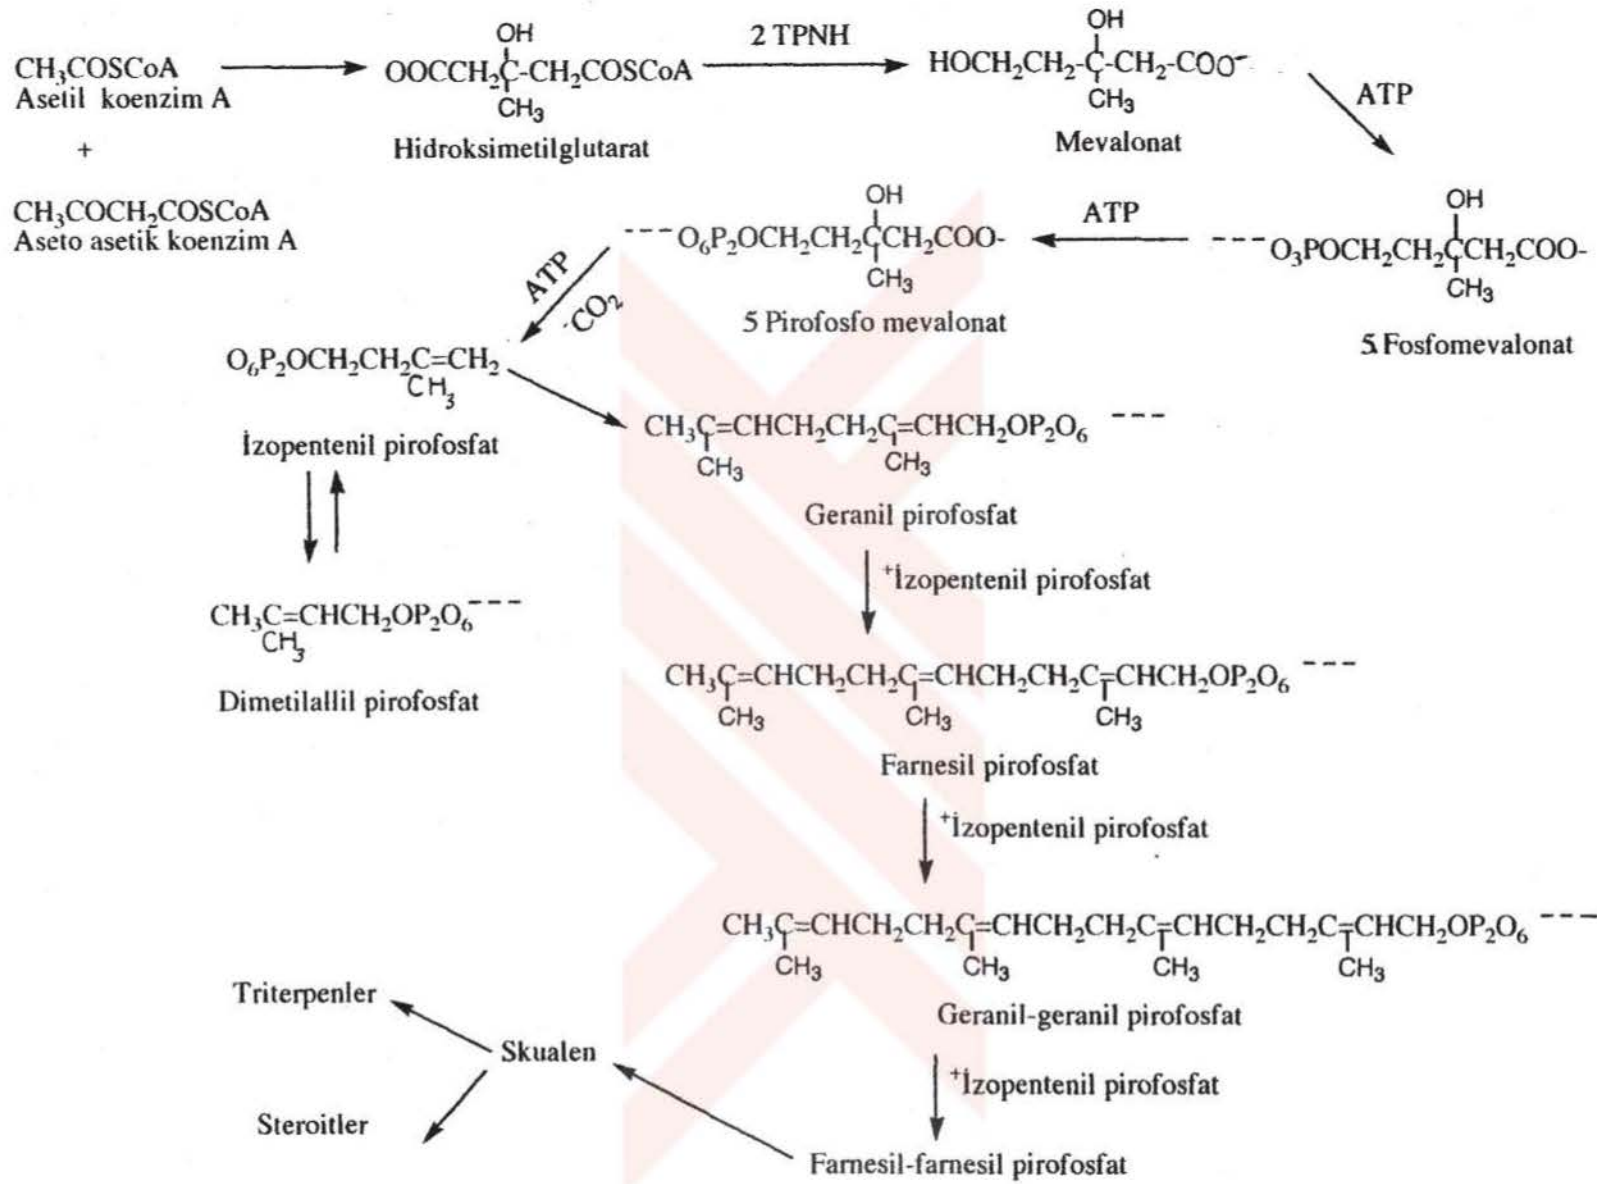 CH₃COSCoA
Asetil koenzim A
+
CH₃COCH₂COSCoA
Aseto asetik koenzim A
OH
OOCCH₂C-CH₂COSCoA
CH₃
Hidroksimetilglutarat
2 TPNH
OH
HOCH₂CH₂-C-CH₂-COO⁻
CH₃
Mevalonat
ATP
OH
---O₃POCH₂CH₂CCH₂COO-
CH₃
5.Fosfomevalonat
ATP
OH
---O₆P₂OCH₂CH₂CCH₂COO-
CH₃
5 Pirofosfo mevalonat
ATP
-CO₂
O₆P₂OCH₂CH₂C=CH₂
CH₃
İzopentenil pirofosfat
CH₃C=CHCH₂OP₂O₆---
CH₃
Dimetilallil pirofosfat
CH₃C=CHCH₂CH₂C=CHCH₂OP₂O₆ ---
CH₃ CH₃
Geranil pirofosfat
+İzopentenil pirofosfat
CH₃C=CHCH₂CH₂C=CHCH₂CH₂C=CHCH₂OP₂O₆ ---
CH₃ CH₃ CH₃
Farnesil pirofosfat
+İzopentenil pirofosfat
CH₃C=CHCH₂CH₂C=CHCH₂CH₂C=CHCH₂CH₂C=CHCH₂OP₂O₆ ---
CH₃ CH₃ CH₃ CH₃
Geranil-geranil pirofosfat
+İzopentenil pirofosfat
Farnesil-farnesil pirofosfat
Skualen
Triterpenler
Steroitler